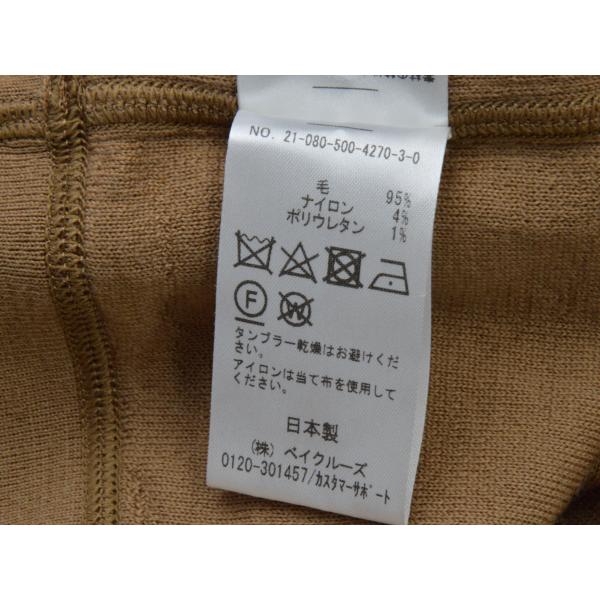 NO. 21-080-500-4270-3-0
毛 95%
ナイロン 4%
ポリウレタン 1%
F W
タンブラー乾燥はお避けくだ
さい。
アイロンは当て布を使用して
ください。
日本製
(株) ベイクルーズ
0120-301457/カスタマーサポート